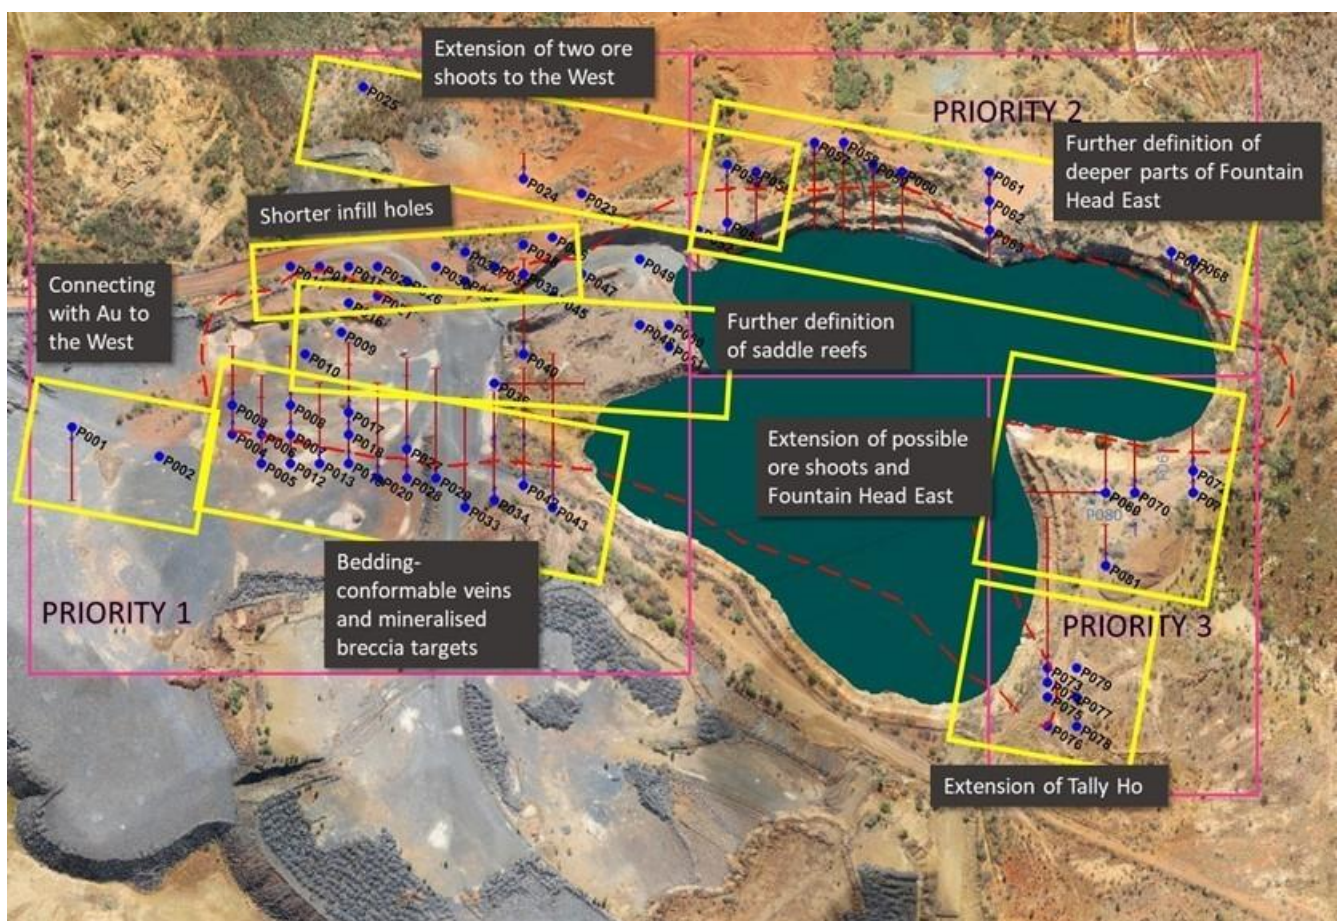 Extension of two ore
shoots to the West
PRIORITY 2
Further definition of
deeper parts of Fountain
Head East
Shorter infill holes
Connecting
with Au to
the West
Further definition
of saddle reefs
Extension of possible
ore shoots and
Fountain Head East
Bedding-
conformable veins
and mineralised
breccia targets
PRIORITY 1
PRIORITY 3
Extension of Tally Ho
P025
P024
P023
P057
P060
P061
P062
P063
P068
P049
P047
P045
P039
P040
P026
P009
P010
P001
P002
P008
P017
P018
P004
P006
P007
P005
P012
P013
P020
P027
P028
P029
P033
P034
P043
P069
P070
P080
P081
P073
P079
P075
P077
P076
P078